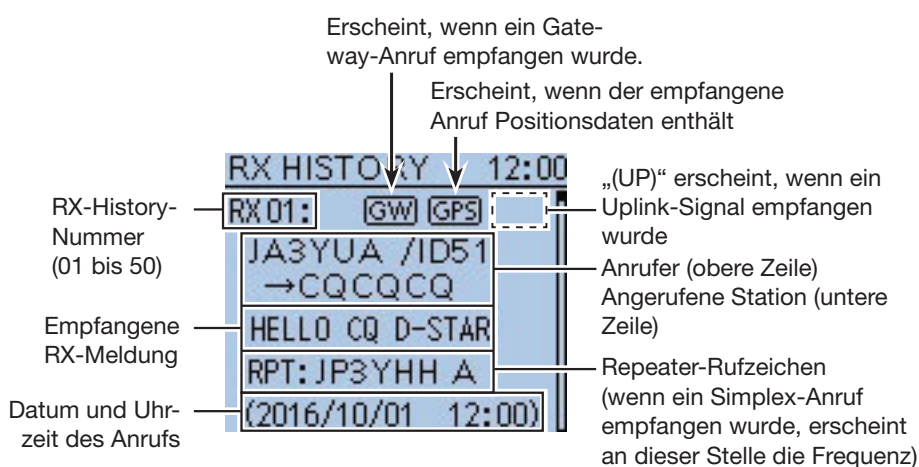 Erscheint, wenn ein Gate-
way-Anruf empfangen wurde.
Erscheint, wenn der empfangene
Anruf Positionsdaten enthält
RX HISTORY 12:00
RX01: GW GPS
JA3YUA /ID51
→CQCQCQ
HELLO CQ D-STAR
RPT:JP3YHH A
(2016/10/01 12:00)
RX-History-
Nummer
(01 bis 50)
Empfangene
RX-Meldung
Datum und Uhr-
zeit des Anrufs
„(UP)“ erscheint, wenn ein
Uplink-Signal empfangen
wurde
Anrufer (obere Zeile)
Angerufene Station (untere
Zeile)
Repeater-Rufzeichen
(wenn ein Simplex-Anruf
empfangen wurde, erscheint
an dieser Stelle die Frequenz)